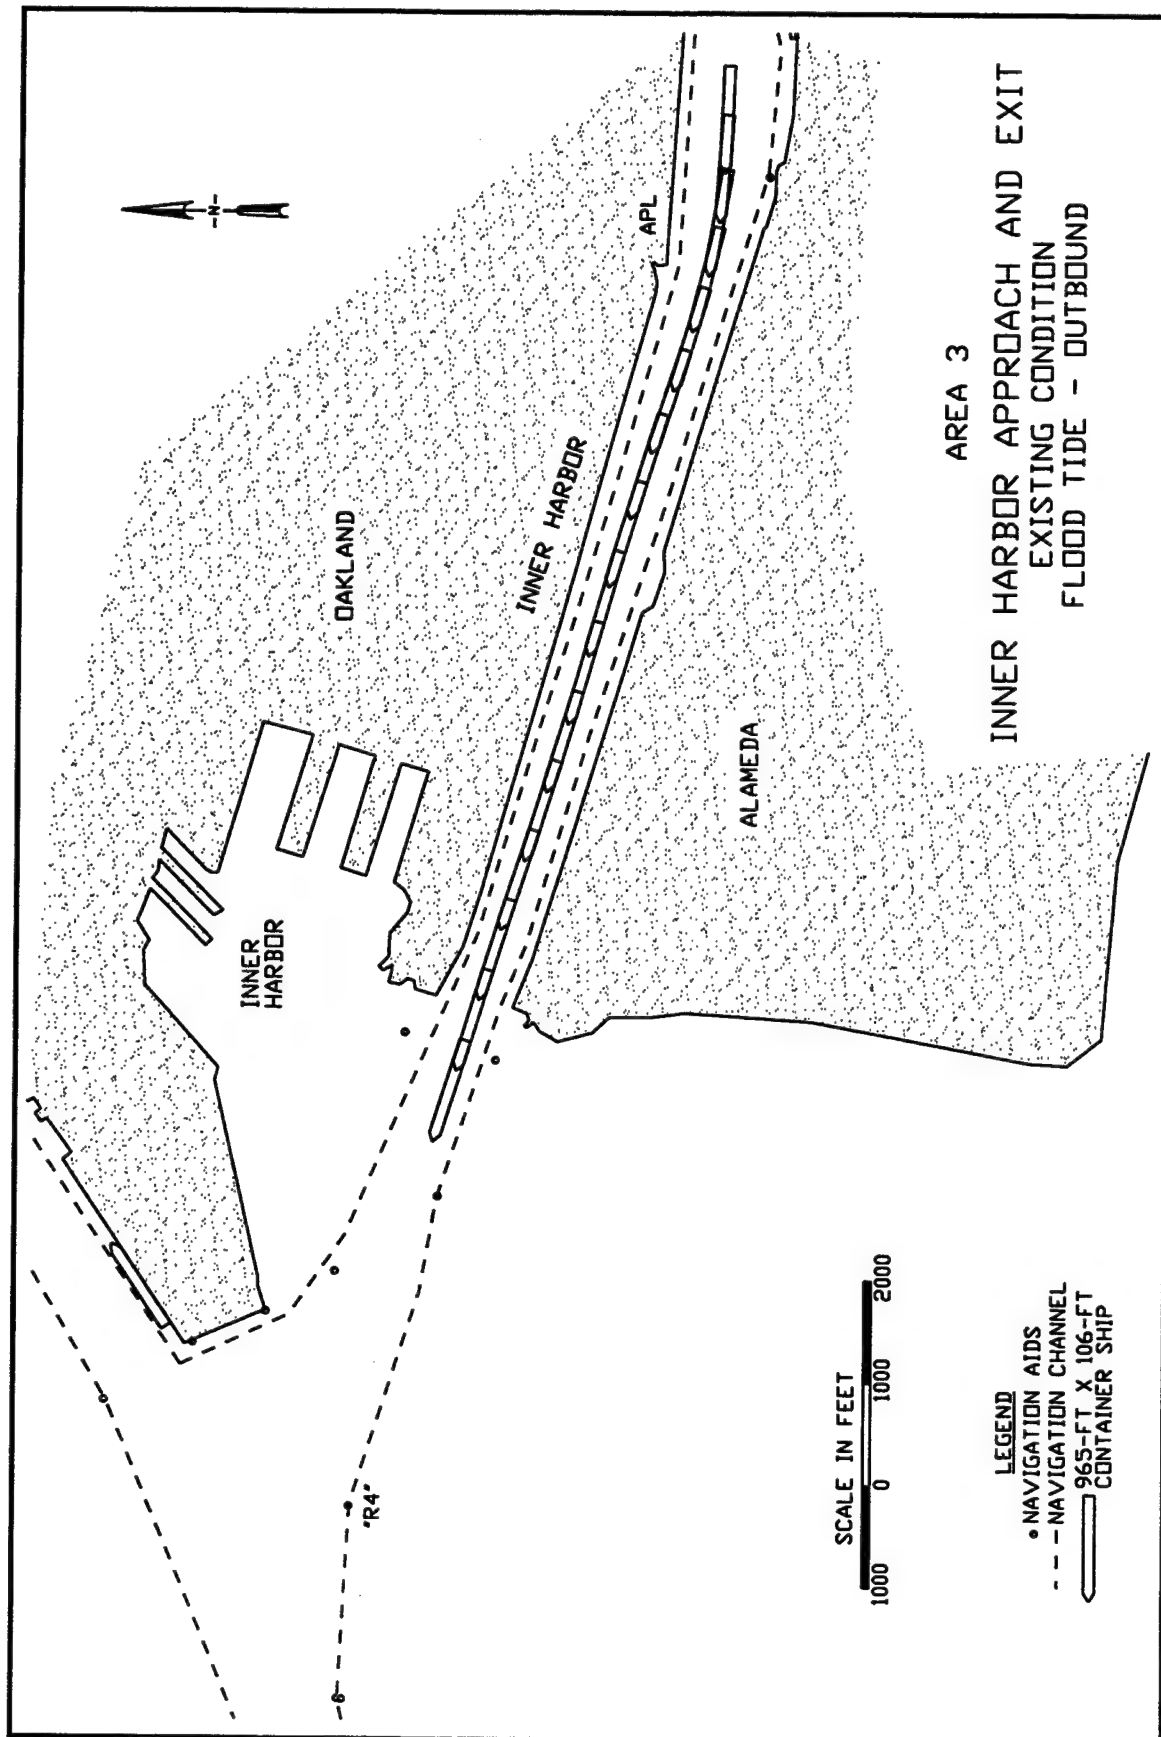 -N-
OAKLAND
APL
INNER HARBOR
INNER
HARBOR
ALAMEDA
"R4"
AREA 3
INNER HARBOR APPROACH AND EXIT
EXISTING CONDITION
FLOOD TIDE - OUTBOUND
SCALE IN FEET
1000 0 1000 2000
LEGEND
NAVIGATION AIDS
NAVIGATION CHANNEL
965-FT X 106-FT
CONTAINER SHIP